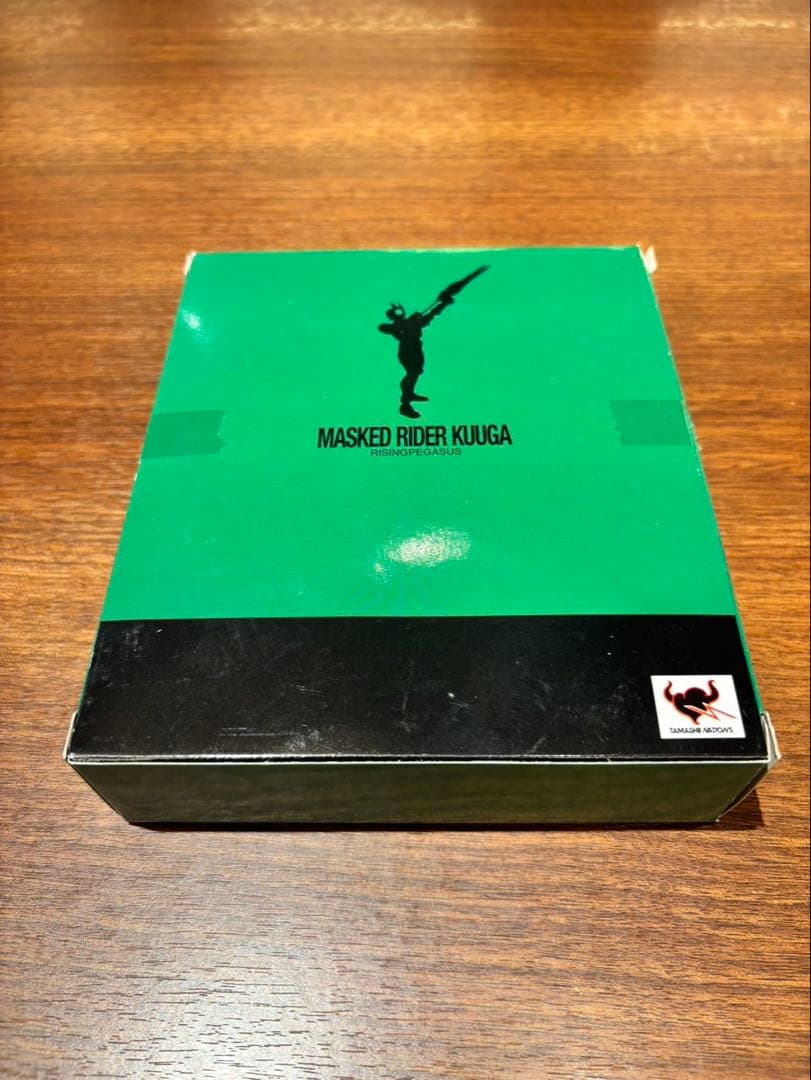 MASKED RIDER KUUGA
RISINGPEGASUS
TAMASHII NATIONS